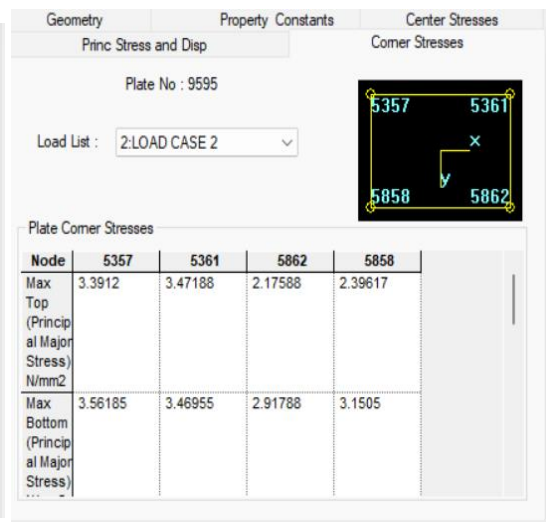 Geometry Property Constants Center Stresses
Princ Stress and Disp Corner Stresses
Plate No : 9595
Load List : 2:LOAD CASE 2
5357 5361
x
y
5858 5862
Plate Corner Stresses
Node 5357 5361 5862 5858
Max 3.3912 3.47188 2.17588 2.39617
Top
(Princip
al Major
Stress)
N/mm2
Max 3.56185 3.46955 2.91788 3.1505
Bottom
(Princip
al Major
Stress)